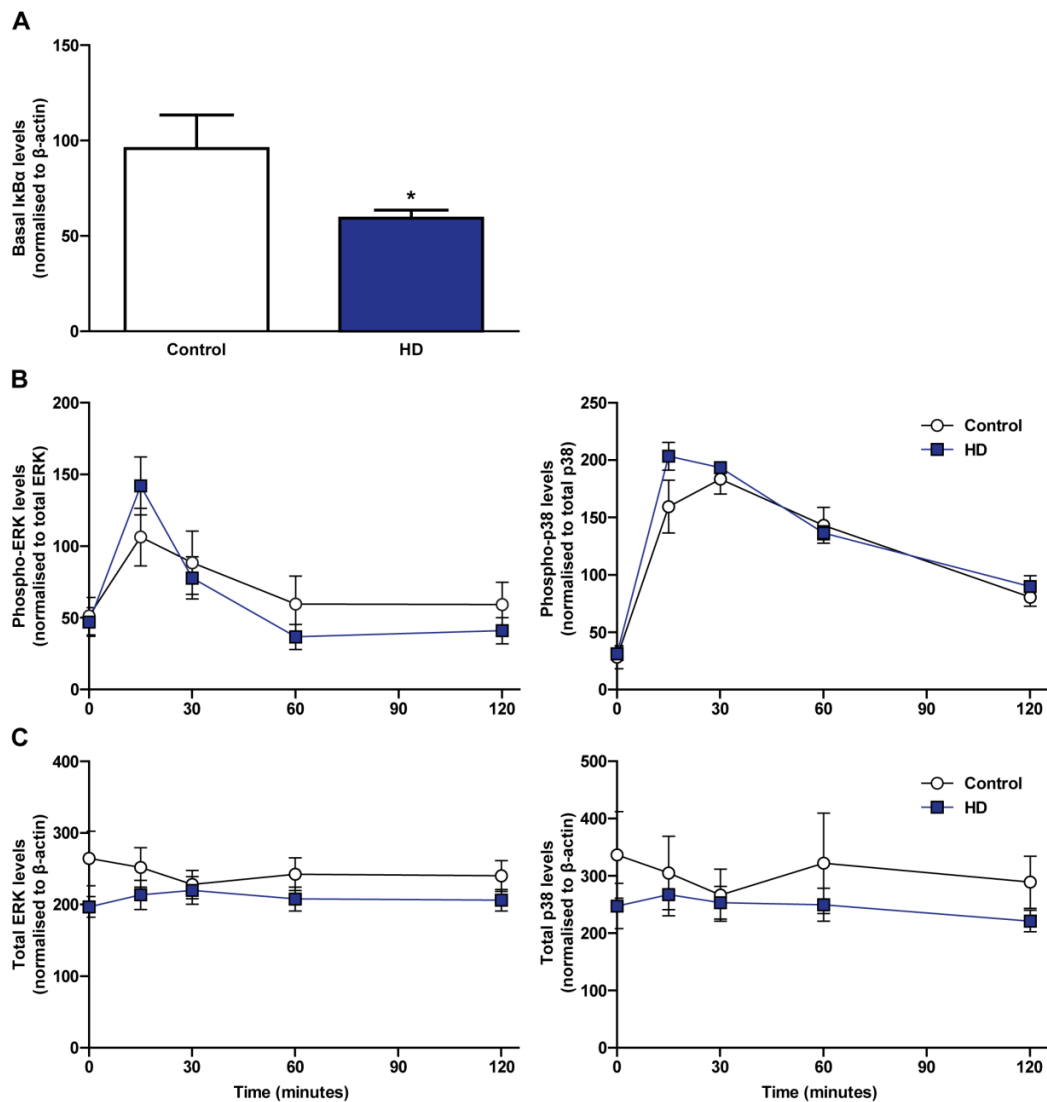 A
Basal IκBα levels
(normalised to β-actin)
150
100
50
0
*
Control
HD
B
Phospho-ERK levels
(normalised to total ERK)
200
150
100
50
0
0
30
60
90
120
Phospho-p38 levels
(normalised to total p38)
250
200
150
100
50
0
0
30
60
90
120
Control
HD
C
Total ERK levels
(normalised to β-actin)
400
300
200
100
0
0
30
60
90
120
Time (minutes)
Total p38 levels
(normalised to β-actin)
500
400
300
200
100
0
0
30
60
90
120
Time (minutes)
Control
HD